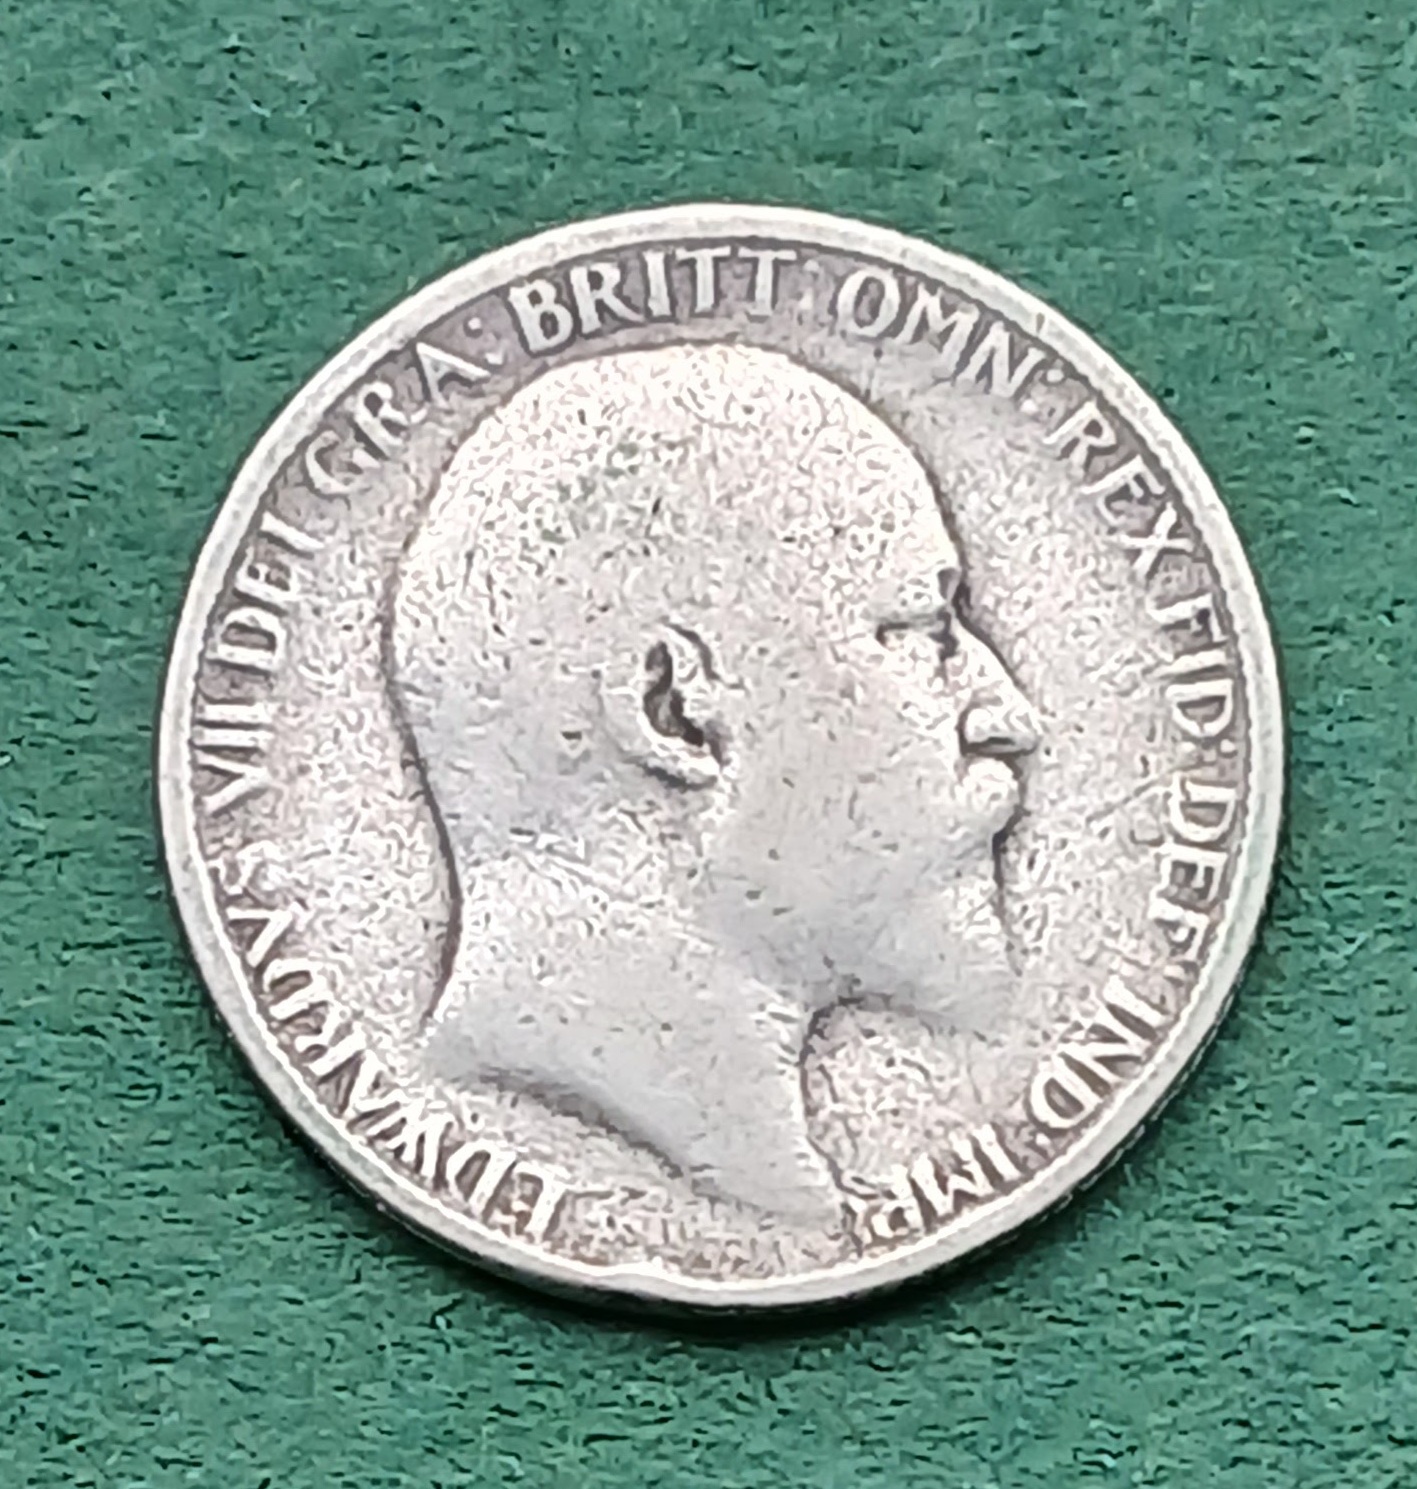 EDWARDVS VII DEI GRA: BRITT: OMN: REX FID: DEF: IND: IMP: